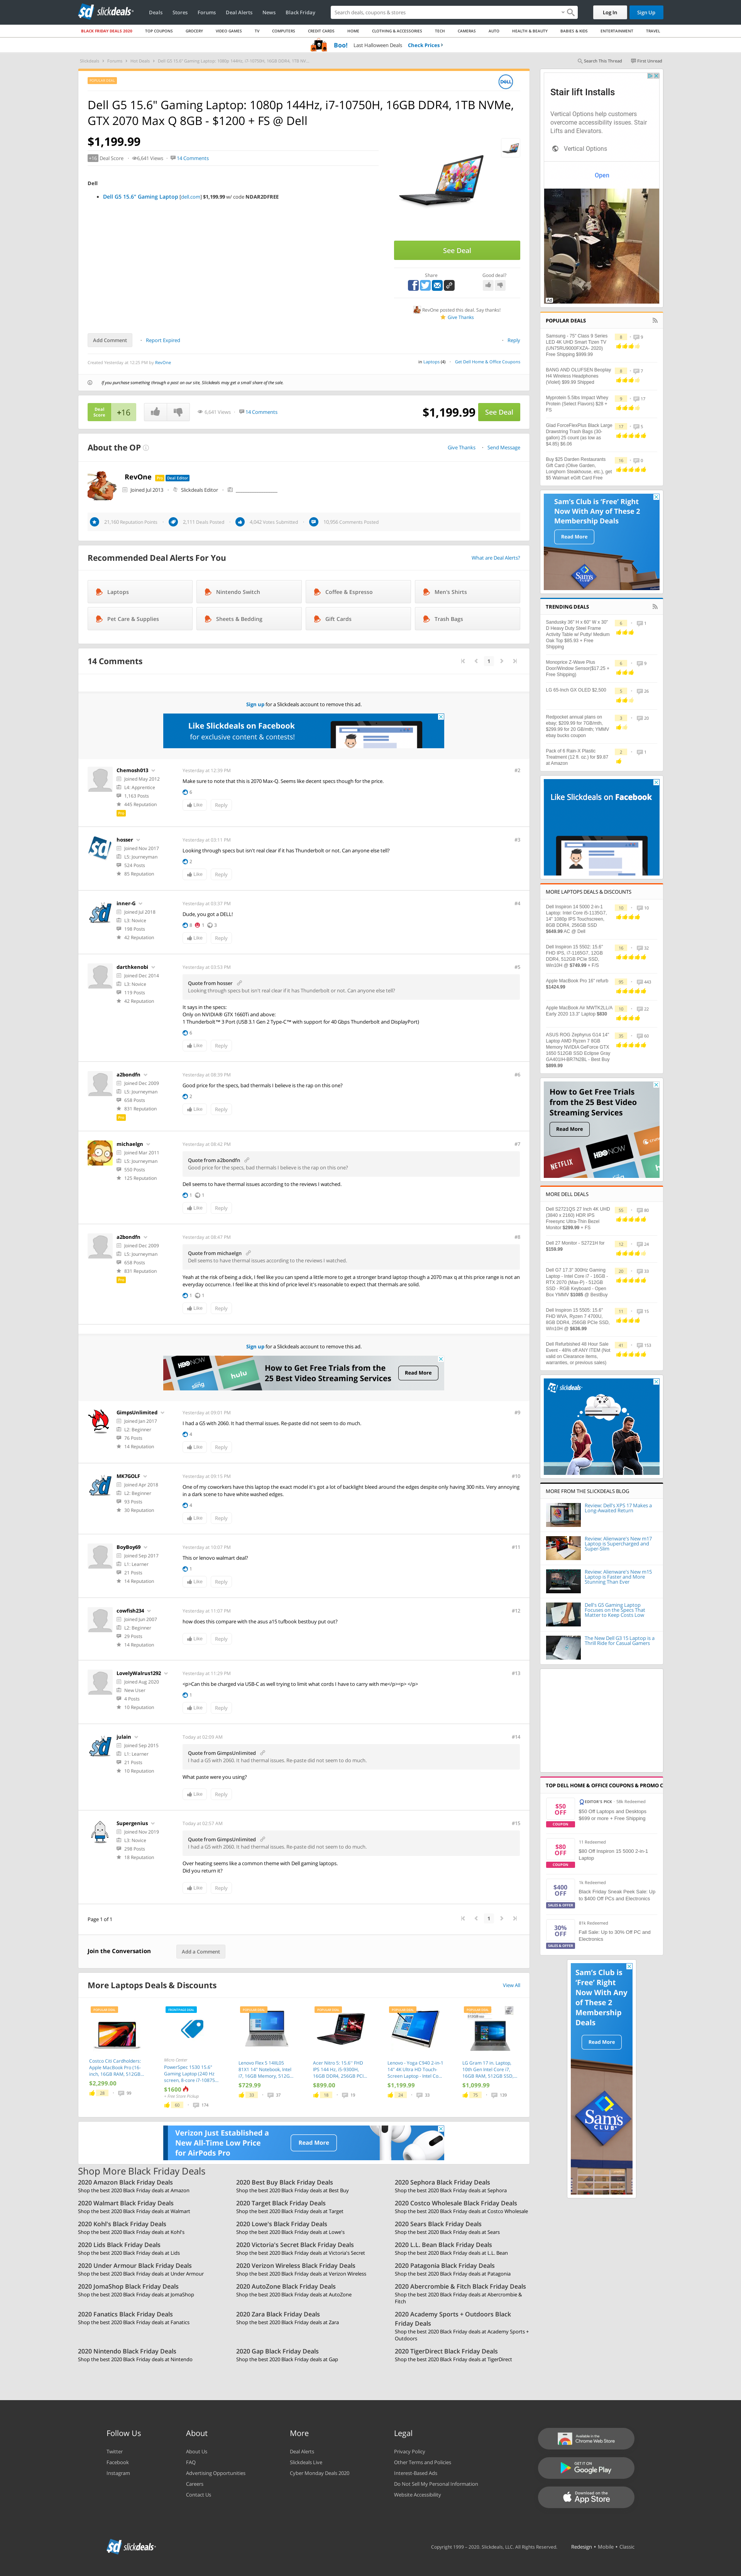 slickdeals
Deals Stores Forums Deal Alerts News Black Friday
Search deals, coupons & stores
Log In Sign Up
BLACK FRIDAY DEALS 2020 TOP COUPONS GROCERY VIDEO GAMES TV COMPUTERS CREDIT CARDS HOME CLOTHING & ACCESSORIES TECH CAMERAS AUTO HEALTH & BEAUTY BABIES & KIDS ENTERTAINMENT TRAVEL
Boo! Last Halloween Deals Check Prices
Slickdeals Forums Hot Deals
Search This Thread First Unread
Dell G5 15.6" Gaming Laptop: 1080p 144Hz, i7-10750H, 16GB DDR4, 1TB NVMe, GTX 2070 Max Q 8GB - $1200 + FS @ Dell
$1,199.99
+16 Deal Score 6,641 Views 14 Comments
Dell
Dell G5 15.6" Gaming Laptop [dell.com] $1,199.99 w/ code NDAR2DFREE
See Deal
Share Good deal?
RevOne posted this deal. Say thanks!
Give Thanks
Add Comment Report Expired Reply
Created Yesterday at 12:25 PM by RevOne
in Laptops (4) Get Dell Home & Office Coupons
If you purchase something through a post on our site, Slickdeals may get a small share of the sale.
Deal Score +16 6,641 Views 14 Comments $1,199.99 See Deal
About the OP
Give Thanks Send Message
RevOne Pro Deal Editor
Joined Jul 2013 Slickdeals Editor
21,160 Reputation Points 2,111 Deals Posted 4,042 Votes Submitted 10,956 Comments Posted
Recommended Deal Alerts For You
What are Deal Alerts?
Laptops Nintendo Switch Coffee & Espresso Men's Shirts
Pet Care & Supplies Sheets & Bedding Gift Cards Trash Bags
14 Comments
1
Sign up for a Slickdeals account to remove this ad.
Like Slickdeals on Facebook
for exclusive contests & content!
Chemosh013
Joined May 2012
L4: Apprentice
1,163 Posts
445 Reputation
Pro
Yesterday at 12:39 PM
#2
Make sure to note that this is 2070 Max-Q. Seems like decent specs though for the price.
6
Like Reply
hosser
Joined Nov 2017
L5: Journeyman
524 Posts
85 Reputation
Yesterday at 03:11 PM
Looking through specs but isn't real clear if it has Thunderbolt or not. Can anyone else tell?
2
Like Reply
inner-G
Joined Jul 2018
L3: Novice
198 Posts
42 Reputation
Yesterday at 03:37 PM
#4
Dude, you got a DELL!
8 1 3
Like Reply
darthkenobi
Joined Dec 2014
L3: Novice
119 Posts
42 Reputation
Yesterday at 03:53 PM
#5
Quote from hosser
Looking through specs but isn't real clear if it has Thunderbolt or not. Can anyone else tell?
It says in the specs:
Only on NVIDIA® GTX 1660Ti and above:
1 Thunderbolt™ 3 Port (USB 3.1 Gen 2 Type-C™ with support for 40 Gbps Thunderbolt and DisplayPort)
6
Like Reply
a2bondfn
Joined Dec 2009
L5: Journeyman
658 Posts
831 Reputation
Pro
Yesterday at 08:39 PM
#6
Good price for the specs, bad thermals I believe is the rap on this one?
2
Like Reply
michaelgn
Joined Mar 2011
L5: Journeyman
550 Posts
125 Reputation
Yesterday at 08:42 PM
#7
Quote from a2bondfn
Good price for the specs, bad thermals I believe is the rap on this one?
Dell seems to have thermal issues according to the reviews I watched.
1 1
Like Reply
a2bondfn
Joined Dec 2009
L5: Journeyman
658 Posts
831 Reputation
Pro
Yesterday at 08:47 PM
#8
Quote from michaelgn
Dell seems to have thermal issues according to the reviews I watched.
Yeah at the risk of being a dick, I feel like you can spend a little more to get a stronger brand laptop though aka 2070 max q at this price range is not an everyday occurrence, I feel like at this kind of price level it's reasonable to expect that thermals are solid.
1 1
Like Reply
Sign up for a Slickdeals account to remove this ad.
How to Get Free Trials from the 25 Best Video Streaming Services Read More
GimpsUnlimited
Joined Jan 2017
L2: Beginner
76 Posts
14 Reputation
Yesterday at 09:01 PM
#9
I had a G5 with 2060. It had thermal issues. Re-paste did not seem to do much.
4
Like Reply
MK7GOLF
Joined Apr 2018
L2: Beginner
93 Posts
30 Reputation
Yesterday at 09:15 PM
#10
One of my coworkers have this laptop the exact model it's got a lot of backlight bleed around the edges despite only having 300 nits. Very annoying in a dark scene or to have white washed edges.
4
Like Reply
BoyBoy69
Joined Sep 2017
L1: Learner
21 Posts
14 Reputation
Yesterday at 10:01 PM
#11
This or lenovo walmart deal?
1
Like Reply
cowfish234
Joined Jun 2007
L2: Beginner
29 Posts
14 Reputation
Yesterday at 11:07 PM
#12
how does this compare with the asus a15 tufbook bestbuy put out?
Like Reply
LovelyWalrus1292
Joined Aug 2020
New User
4 Posts
10 Reputation
Yesterday at 11:29 PM
#13
<p>Can this be charged via USB-C as well trying to limit what cords I have to carry with me</p><p> </p>
1
Like Reply
julain
Joined Sep 2015
L1: Learner
21 Posts
10 Reputation
Today at 02:09 AM
#14
Quote from GimpsUnlimited
I had a G5 with 2060. It had thermal issues. Re-paste did not seem to do much.
What paste were you using?
Like Reply
Supergenius
Joined Nov 2019
L3: Novice
298 Posts
18 Reputation
Today at 02:57 AM
#15
Quote from GimpsUnlimited
I had a G5 with 2060. It had thermal issues. Re-paste did not seem to do much.
Over heating seems like a common theme with Dell gaming laptops.
Did you return it?
Like Reply
Page 1 of 1
1
Join the Conversation Add a Comment
More Laptops Deals & Discounts
View All
Costco Citi Cardholders: Apple MacBook Pro (16-inch, 16GB RAM, 512GB...
$2,299.00
PowerSpec 1530 15.6" Gaming Laptop (240 Hz screen, 8-core i7-10875...
$1600
+ Free Store Pickup
Lenovo Flex 5 14IIL05 81X1 14" Notebook, Intel i7, 16GB Memory, 512G...
$729.99
Acer Nitro 5: 15.6" FHD IPS 144 Hz, i5-9300H, 16GB DDR4, 256GB PCI...
$899.00
Lenovo - Yoga C940 2-in-1 14" 4K Ultra HD Touch-Screen Laptop - Intel Co...
$1,199.99
LG Gram 17 in. Laptop, 10th Gen Intel Core i7, 16GB RAM, 512GB SSD,...
$1,099.99
Verizon Just Established a New All-Time Low Price for AirPods Pro
Read More
Shop More Black Friday Deals
2020 Amazon Black Friday Deals
Shop the best 2020 Black Friday deals at Amazon
2020 Best Buy Black Friday Deals
Shop the best 2020 Black Friday deals at Best Buy
2020 Sephora Black Friday Deals
Shop the best 2020 Black Friday deals at Sephora
2020 Walmart Black Friday Deals
Shop the best 2020 Black Friday deals at Walmart
2020 Target Black Friday Deals
Shop the best 2020 Black Friday deals at Target
2020 Costco Wholesale Black Friday Deals
Shop the best 2020 Black Friday deals at Costco Wholesale
2020 Kohl's Black Friday Deals
Shop the best 2020 Black Friday deals at Kohl's
2020 Lowe's Black Friday Deals
Shop the best 2020 Black Friday deals at Lowe's
2020 Sears Black Friday Deals
Shop the best 2020 Black Friday deals at Sears
2020 Lids Black Friday Deals
Shop the best 2020 Black Friday deals at Lids
2020 Victoria's Secret Black Friday Deals
Shop the best 2020 Black Friday deals at Victoria's Secret
2020 L.L. Bean Black Friday Deals
Shop the best 2020 Black Friday deals at L.L. Bean
2020 Under Armour Black Friday Deals
Shop the best 2020 Black Friday deals at Under Armour
2020 Verizon Wireless Black Friday Deals
Shop the best 2020 Black Friday deals at Verizon Wireless
2020 Patagonia Black Friday Deals
Shop the best 2020 Black Friday deals at Patagonia
2020 JomaShop Black Friday Deals
Shop the best 2020 Black Friday deals at JomaShop
2020 AutoZone Black Friday Deals
Shop the best 2020 Black Friday deals at AutoZone
2020 Abercrombie & Fitch Black Friday Deals
Shop the best 2020 Black Friday deals at Abercrombie & Fitch
2020 Fanatics Black Friday Deals
Shop the best 2020 Black Friday deals at Fanatics
2020 Zara Black Friday Deals
Shop the best 2020 Black Friday deals at Zara
2020 Academy Sports + Outdoors Black Friday Deals
Shop the best 2020 Black Friday deals at Academy Sports + Outdoors
2020 Nintendo Black Friday Deals
Shop the best 2020 Black Friday deals at Nintendo
2020 Gap Black Friday Deals
Shop the best 2020 Black Friday deals at Gap
2020 TigerDirect Black Friday Deals
Shop the best 2020 Black Friday deals at TigerDirect
Stair lift Installs
Vertical Options help customers overcome accessibility issues. Stair Lifts and Elevators.
Vertical Options
Open
Ad
POPULAR DEALS
Samsung - 75" Class 9 Series LED 4K UHD Smart Tizen TV (UN75RU9000FXZA- 2020) Free Shipping $999.99
BANG AND OLUFSEN Beoplay H4 Wireless Headphones (Violet) $99.99 Shipped
Myprotein 5.5lbs Impact Whey Protein (Select Flavors) $28 + FS
Glad ForceFlexPlus Black Large Drawstring Trash Bags (30-gallon) 25 count (as low as $4.95) $6.06
Buy $25 Darden Restaurants Gift Card (Olive Garden, Longhorn Steakhouse, etc.), get $5 Walmart eGift Card Free
Sam's Club is 'Free' Right Now With Any of These 2 Membership Deals
Read More
TRENDING DEALS
Sandusky 36" H x 60" W x 30" D Heavy Duty Steel Frame Activity Table w/ Putty/ Medium Oak Top $85.93 + Free Shipping
Monoprice Z-Wave Plus Door/Window Sensor($17.25 + Free Shipping)
LG 65-Inch GX OLED $2,500
Redpocket annual plans on ebay, $209.99 for 7GB/mth, $299.99 for 20 GB/mth; YMMV ebay bucks coupon
Pack of 6 Rain-X Plastic Treatment (12 fl. oz.) for $9.87 at Amazon
Like Slickdeals on Facebook
MORE LAPTOPS DEALS & DISCOUNTS
Dell Inspiron 14 5000 2-in-1 Laptop: Intel Core i5-1135G7, 14" 1080p IPS Touchscreen, 8GB DDR4, 256GB SSD $649.99 AC @ Dell
Dell Inspiron 15 5502: 15.6" FHD IPS, i7-1165G7, 12GB DDR4, 512GB PCIe SSD, Win10H @ $749.99 + F/S
Apple MacBook Pro 16" refurb $1424.99
Apple MacBook Air MWTK2LL/A Early 2020 13.3" Laptop $830
ASUS ROG Zephyrus G14 14" Laptop AMD Ryzen 7 8GB Memory NVIDIA GeForce GTX 1650 512GB SSD Eclipse Gray GA401IH-BR7N2BL - Best Buy $899.99
How to Get Free Trials from the 25 Best Video Streaming Services
Read More
NETFLIX HBO NOW hulu
MORE DELL DEALS
Dell S2721QS 27 Inch 4K UHD (3840 x 2160) HDR IPS Freesync Ultra-Thin Bezel Monitor $299.99 + FS
Dell 27 Monitor - S2721H for $159.98
Dell G7 17.3" 300Hz Gaming Laptop - Intel Core i7 - 16GB - RTX 2070 (Max-P) - 512GB SSD - RGB Keyboard - Open Box YMMV $1085 @ BestBuy
Dell Inspiron 15 5505: 15.6" FHD WVA, Ryzen 7 4700U, 8GB DDR4, 256GB PCIe SSD, Win10H @ $636.99
Dell Refurbished 48 Hour Sale Event - 48% off ANY ITEM (Not valid on Clearance items, warranties, or previous sales)
slickdeals
MORE FROM THE SLICKDEALS BLOG
Review: Dell's XPS 17 Makes a Long-Awaited Return
Review: Alienware's New m17 Laptop is Supercharged and Super-Slim
Review: Alienware's New m15 Laptop is Faster and More Stunning Than Ever
Dell's G5 Gaming Laptop Focuses on the Specs That Matter to Keep Costs Low
The New Dell G3 15 Laptop is a Thrill Ride for Casual Gamers
TOP DELL HOME & OFFICE COUPONS & PROMO C
$50 OFF COUPON
EDITOR'S PICK 58k Redeemed
$50 Off Laptops and Desktops $699 or more + Free Shipping
$80 OFF COUPON
11 Redeemed
$80 Off Inspiron 15 5000 2-in-1 Laptop
$400 OFF SALES & OFFER
1k Redeemed
Black Friday Sneak Peek Sale: Up to $400 Off PCs and Electronics
30% OFF SALES & OFFER
81k Redeemed
Fall Sale: Up to 30% Off PC and Electronics
Sam's Club is 'Free' Right Now With Any of These 2 Membership Deals
Read More
Sam's CLUB
Follow Us
Twitter
Facebook
Instagram
About
About Us
FAQ
Advertising Opportunities
Careers
Contact Us
More
Deal Alerts
Slickdeals Live
Cyber Monday Deals 2020
Legal
Privacy Policy
Other Terms and Policies
Interest-Based Ads
Do Not Sell My Personal Information
Website Accessibility
Available in the Chrome Web Store
GET IT ON Google Play
Download on the App Store
slickdeals
Copyright 1999 - 2020. Slickdeals, LLC. All Rights Reserved. Redesign • Mobile • Classic